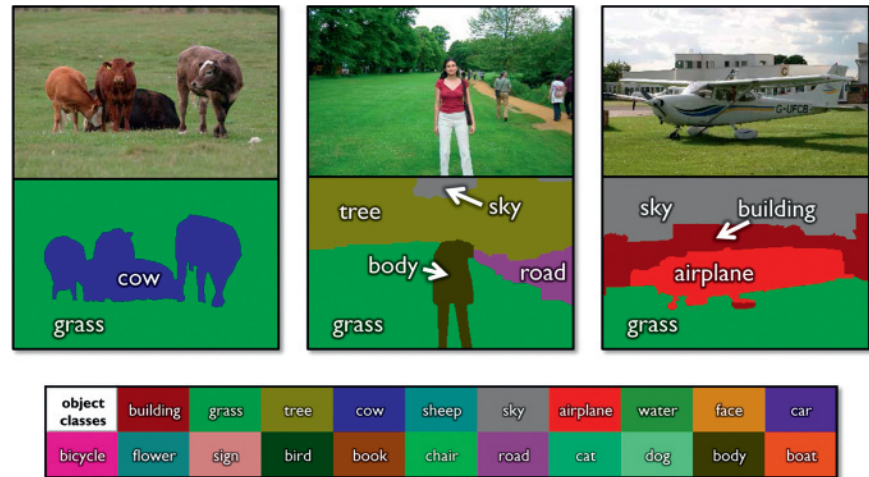 G-UFCB
cow
grass
tree
sky
body
road
grass
sky
building
airplane
grass
object classes
building
grass
tree
cow
sheep
sky
airplane
water
face
car
bicycle
flower
sign
bird
book
chair
road
cat
dog
body
boat